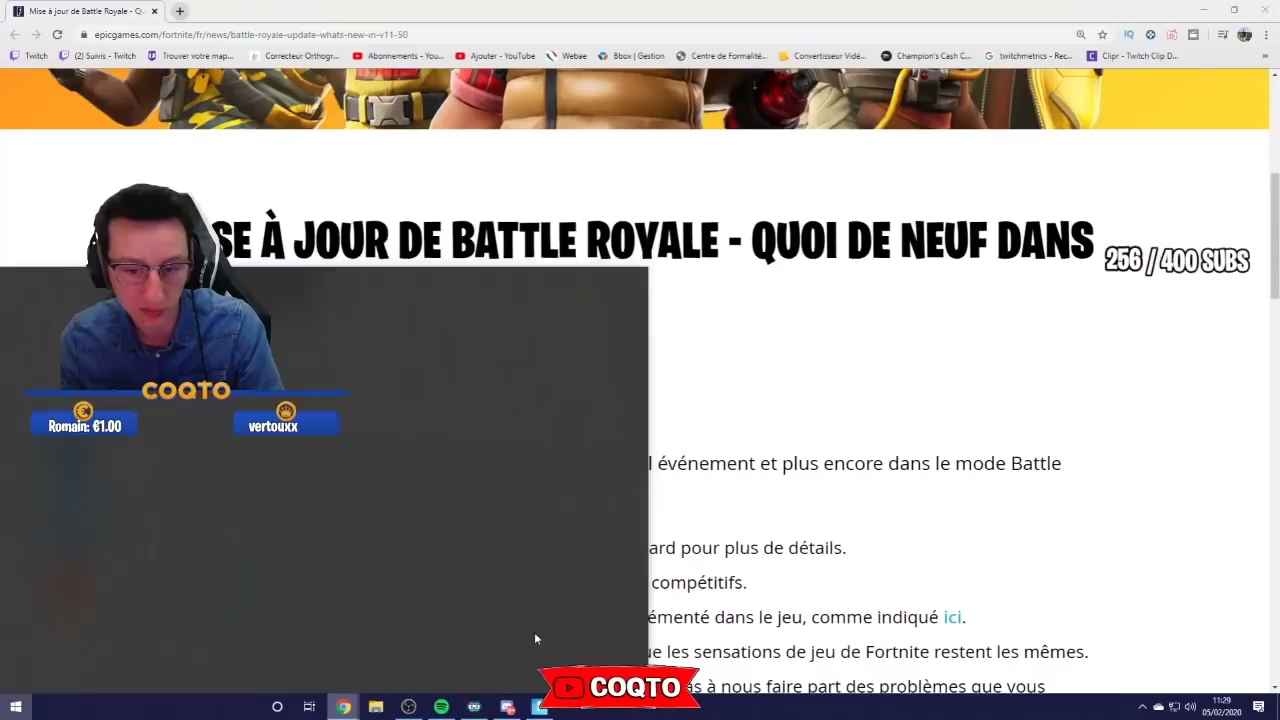 Mise à jour de Battle Royale - Qu
epicgames.com/fortnite/fr/news/battle-royale-update-whats-new-in-v11-50
Twitch
(2) Suivis - Twitch
Trouver votre map...
Correcteur Orthogr...
Abonnements - You...
Ajouter - YouTube
Webae
Bbox | Gestion
Centre de Formalité...
Convertisseur Vidé...
Champion's Cash C...
twitchmetrics - Rec...
Clipr - Twitch Clip D...
SE À JOUR DE BATTLE ROYALE - QUOI DE NEUF DANS
256 / 400 SUBS
COQTO
Romain: €1.00
vertouxx
l événement et plus encore dans le mode Battle
ard pour plus de détails.
compétitifs.
émenté dans le jeu, comme indiqué ici.
ue les sensations de jeu de Fortnite restent les mêmes.
as à nous faire part des problèmes que vous
COQTO
11:29
05/02/2020